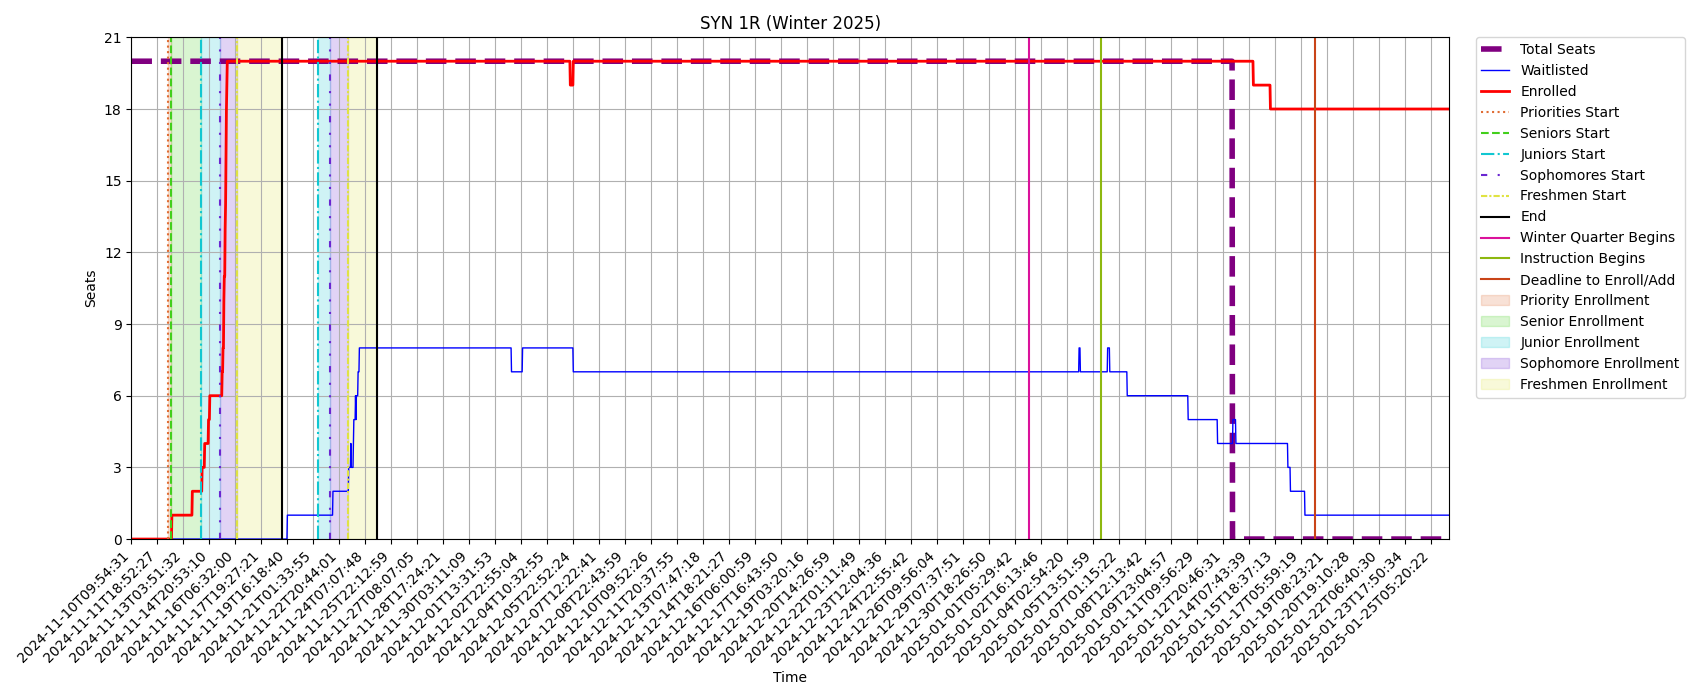 SYN 1R (Winter 2025)
21
18
15
12
9
6
3
0
Seats
2024-11-10T09:54:31
2024-11-11T18:52:27
2024-11-13T03:51:32
2024-11-14T20:53:10
2024-11-16T06:32:00
2024-11-17T19:27:21
2024-11-19T16:18:40
2024-11-21T01:33:55
2024-11-22T20:44:01
2024-11-24T07:07:48
2024-11-25T22:12:59
2024-11-27T08:07:05
2024-11-28T17:24:21
2024-11-30T03:11:09
2024-12-01T13:31:53
2024-12-02T22:55:04
2024-12-04T10:32:55
2024-12-05T22:52:24
2024-12-07T12:22:41
2024-12-08T22:43:59
2024-12-10T09:52:26
2024-12-11T20:37:55
2024-12-13T07:47:18
2024-12-14T18:21:27
2024-12-16T06:00:59
2024-12-17T16:43:50
2024-12-19T03:20:16
2024-12-20T14:26:59
2024-12-22T01:11:49
2024-12-23T12:04:36
2024-12-24T22:55:42
2024-12-26T09:56:04
2024-12-29T07:37:51
2024-12-30T18:26:50
2025-01-01T05:29:42
2025-01-02T16:13:46
2025-01-04T02:54:20
2025-01-05T13:51:59
2025-01-07T01:15:22
2025-01-08T12:13:42
2025-01-09T23:04:57
2025-01-11T09:56:29
2025-01-12T20:46:31
2025-01-14T07:43:39
2025-01-15T18:37:13
2025-01-17T05:59:19
2025-01-19T08:23:21
2025-01-20T19:10:28
2025-01-22T06:40:30
2025-01-23T17:50:34
2025-01-25T05:20:22
Time
Total Seats
Waitlisted
Enrolled
Priorities Start
Seniors Start
Juniors Start
Sophomores Start
Freshmen Start
End
Winter Quarter Begins
Instruction Begins
Deadline to Enroll/Add
Priority Enrollment
Senior Enrollment
Junior Enrollment
Sophomore Enrollment
Freshmen Enrollment